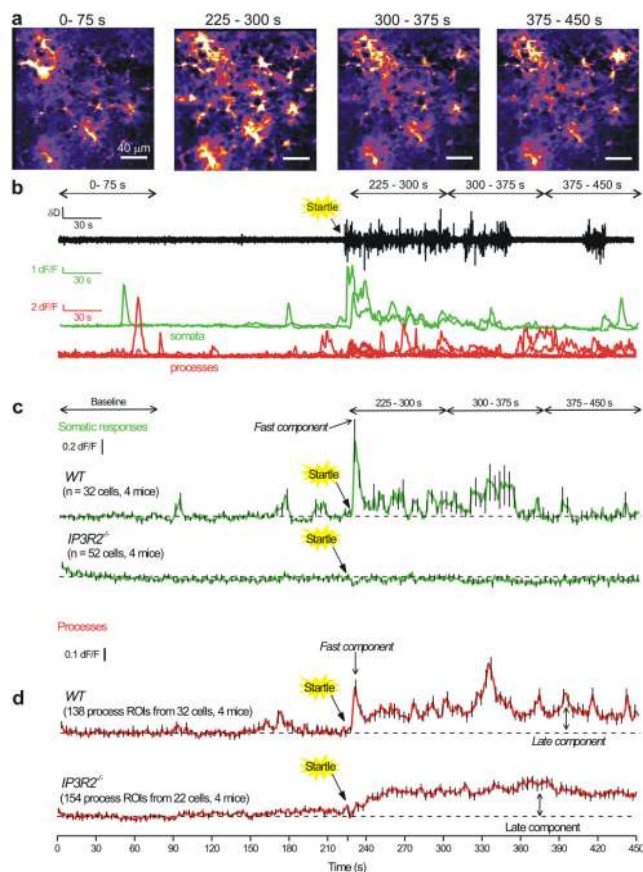 a
0- 75 s 225 - 300 s 300 - 375 s 375 - 450 s
40 μm
b
0- 75 s 225 - 300 s 300 - 375 s 375 - 450 s
Startle
δD
30 s
1 dF/F
30 s
2 dF/F
30 s
somata
processes
c
Baseline 225 - 300 s 300 - 375 s 375 - 450 s
Somatic responses
Fast component
0.2 dF/F
WT
(n = 32 cells, 4 mice)
Startle
IP3R2-/-
(n = 52 cells, 4 mice)
Startle
Processes
0.1 dF/F
Fast component
d
WT
(138 process ROIs from 32 cells, 4 mice)
Startle
Late component
IP3R2-/-
(154 process ROIs from 22 cells, 4 mice)
Startle
Late component
0 30 60 90 120 150 180 210 240 270 300 330 360 390 420 450
Time (s)